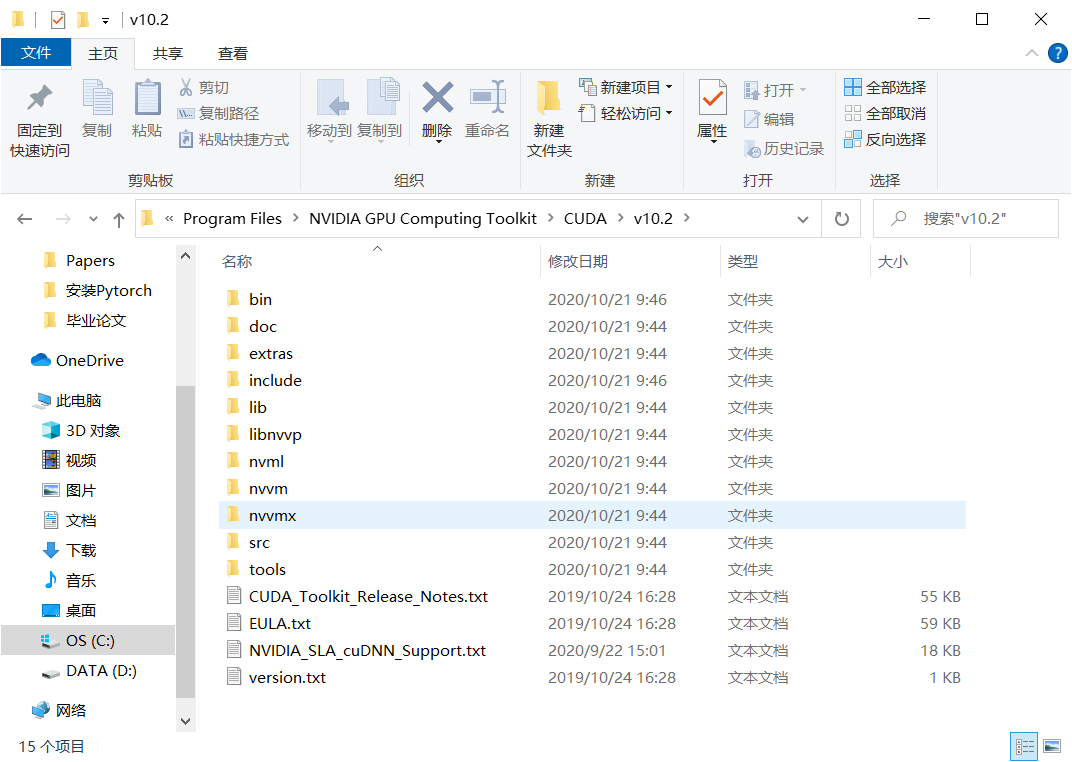 v10.2
文件 主页 共享 查看
固定到快速访问 复制 粘贴 剪切 复制路径 粘贴快捷方式 移动到 复制到 删除 重命名 新建文件夹 新建项目 轻松访问 属性 打开 编辑 历史记录 全部选择 全部取消 反向选择
剪贴板 组织 新建 打开 选择
« Program Files > NVIDIA GPU Computing Toolkit > CUDA > v10.2 > 搜索"v10.2"
Papers
安装Pytorch
毕业论文
OneDrive
此电脑
3D 对象
视频
图片
文档
下载
音乐
桌面
OS (C:)
DATA (D:)
网络
名称 修改日期 类型 大小
bin 2020/10/21 9:46 文件夹
doc 2020/10/21 9:44 文件夹
extras 2020/10/21 9:44 文件夹
include 2020/10/21 9:46 文件夹
lib 2020/10/21 9:44 文件夹
libnvvp 2020/10/21 9:44 文件夹
nvml 2020/10/21 9:44 文件夹
nvvm 2020/10/21 9:44 文件夹
nvvmx 2020/10/21 9:44 文件夹
src 2020/10/21 9:44 文件夹
tools 2020/10/21 9:44 文件夹
CUDA_Toolkit_Release_Notes.txt 2019/10/24 16:28 文本文档 55 KB
EULA.txt 2019/10/24 16:28 文本文档 59 KB
NVIDIA_SLA_cuDNN_Support.txt 2020/9/22 15:01 文本文档 18 KB
version.txt 2019/10/24 16:28 文本文档 1 KB
15 个项目